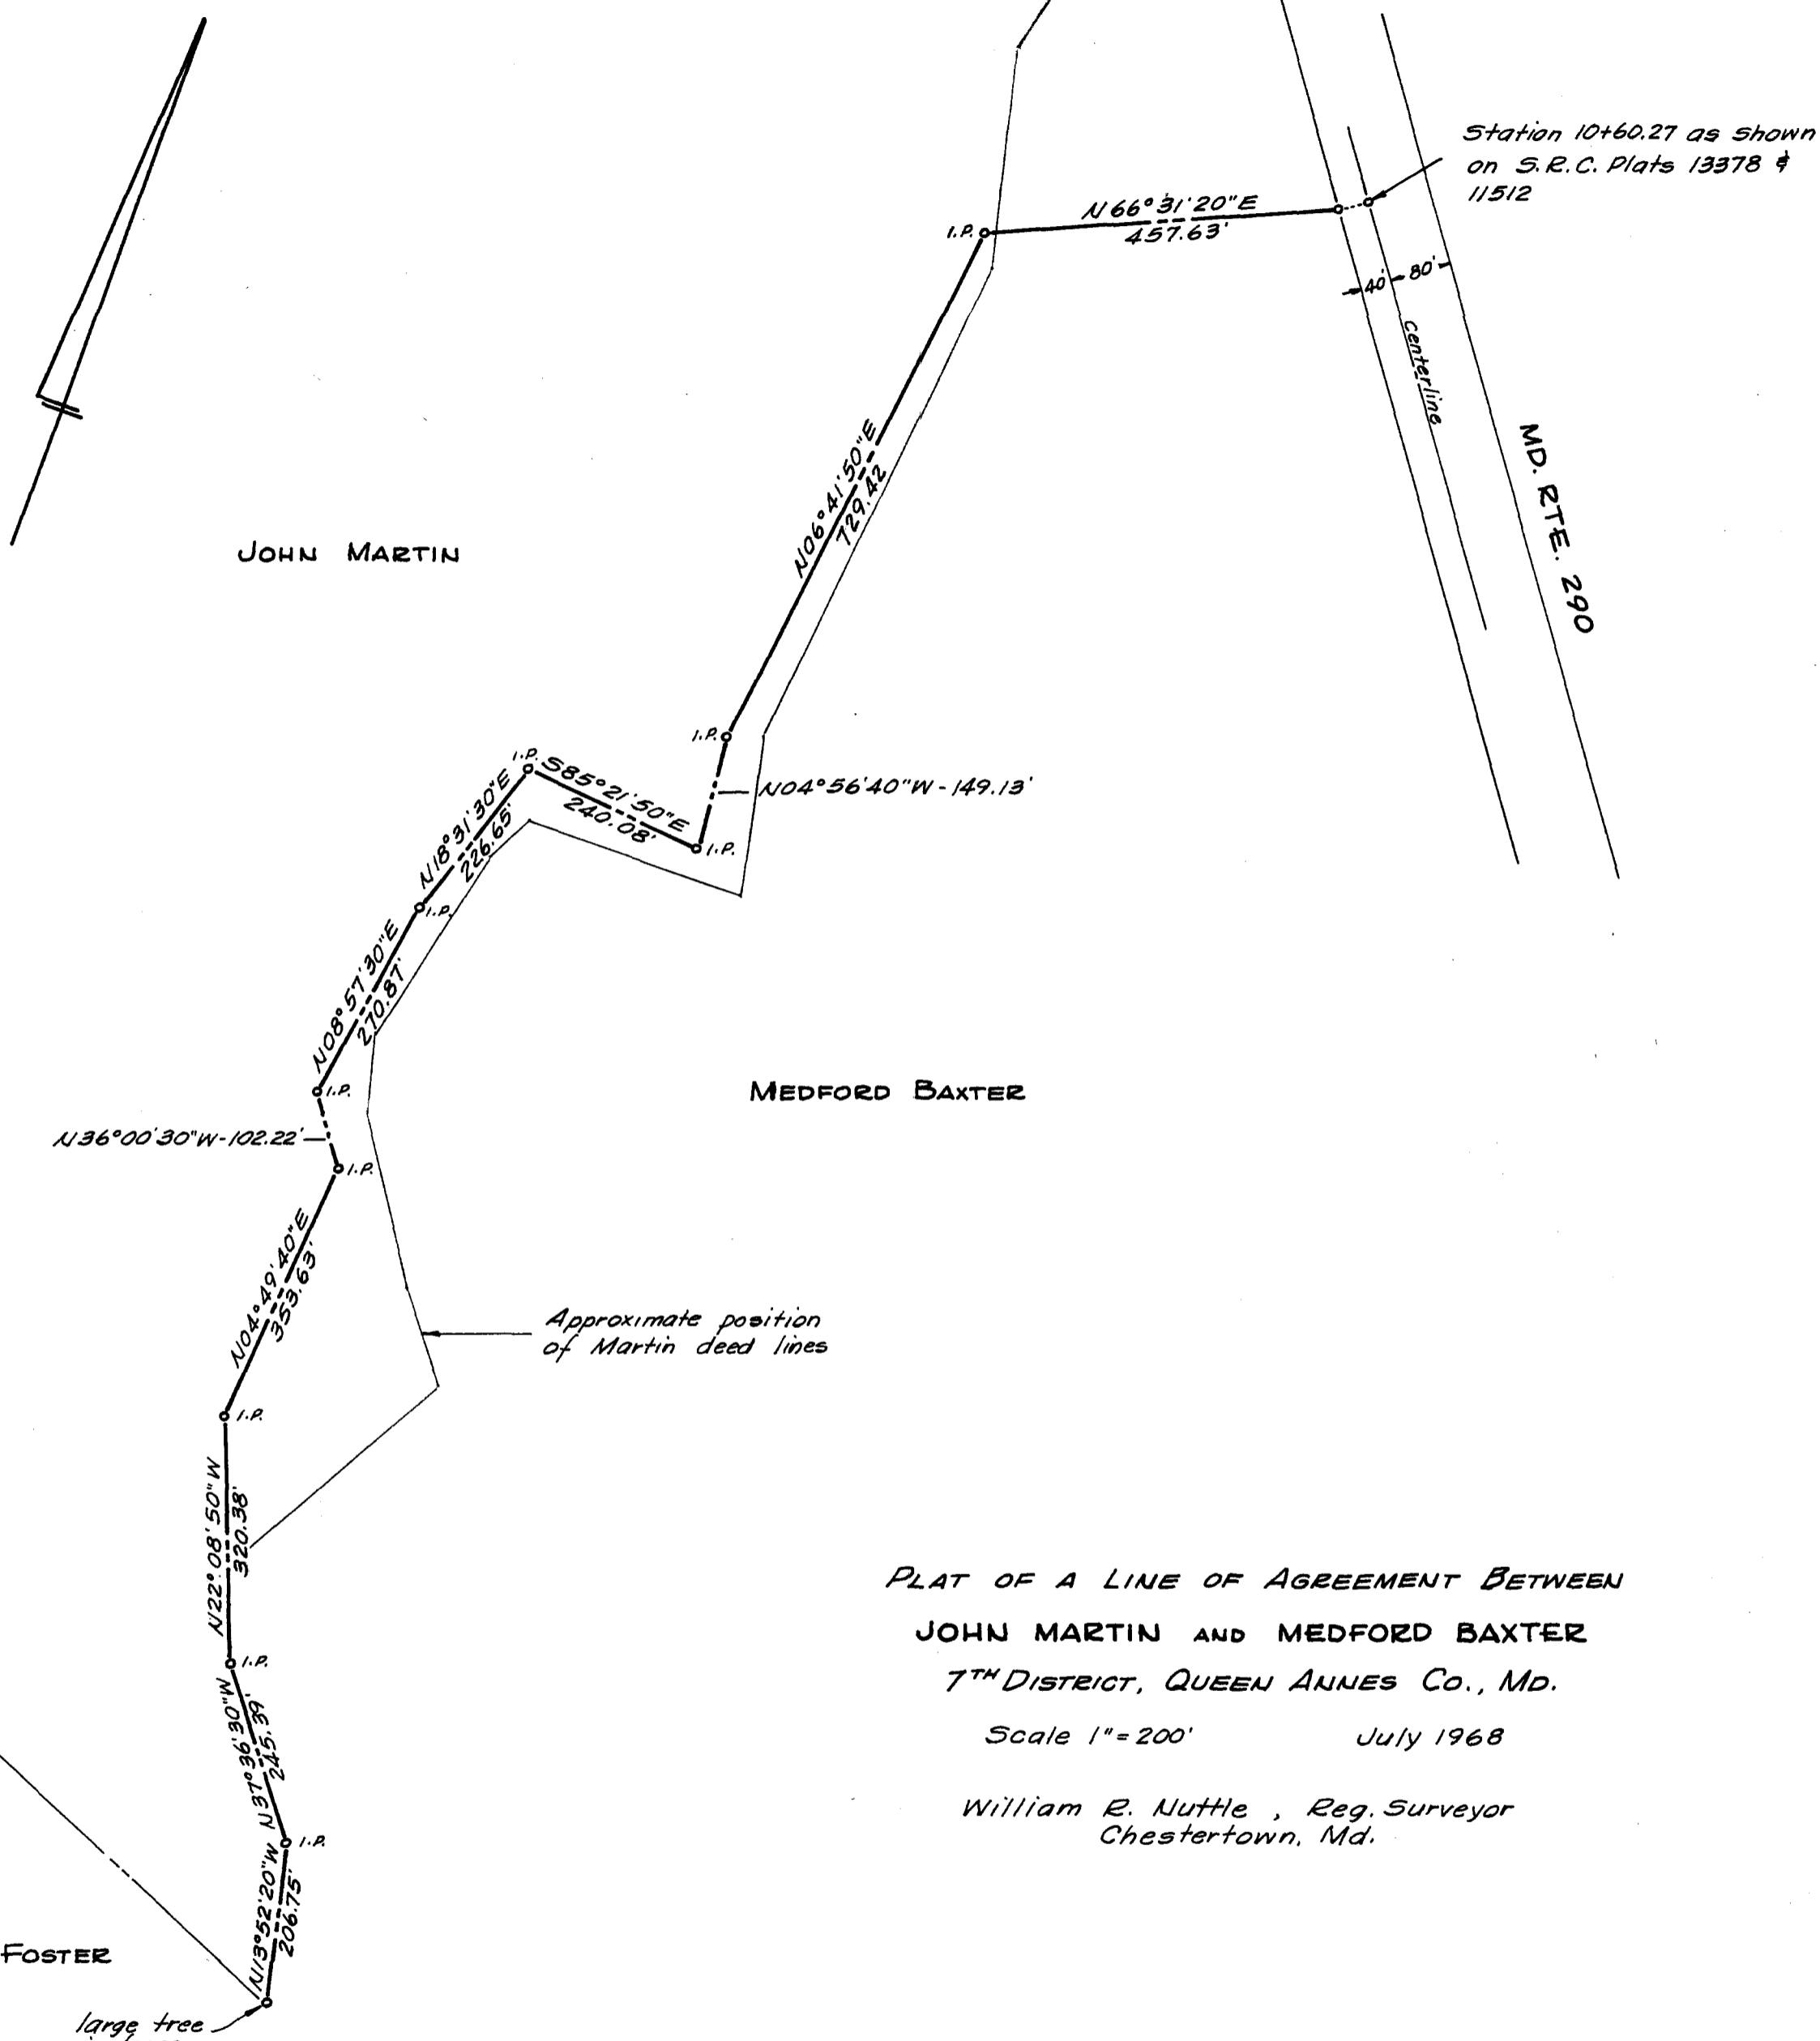 Station 10+60.27 as shown
on S.R.C. Plats 13378 &
11512
N66°31'20"E
457.63'
I.P.
40'
80'
centerline
MD. RTE. 290
N06°41'50"E
729.42
JOHN MARTIN
I.P.
N04°56'40"W-149.13'
I.P.
S85°21'50"E
240.08'
I.P.
N18°31'30"E
226.65'
I.P.
N08°57'30"E
270.87'
I.P.
MEDFORD BAXTER
N36°00'30"W-102.22'
I.P.
N04°49'40"E
353.63'
Approximate position
of Martin deed lines
I.P.
N22°08'50"W
320.38'
I.P.
N37°36'30"W
245.39'
I.P.
N13°52'20"W
206.75'
FOSTER
large tree
PLAT OF A LINE OF AGREEMENT BETWEEN
JOHN MARTIN AND MEDFORD BAXTER
7TH DISTRICT, QUEEN ANNES CO., MD.
Scale 1"=200' July 1968
William R. Nuttle , Reg. Surveyor
Chestertown, Md.